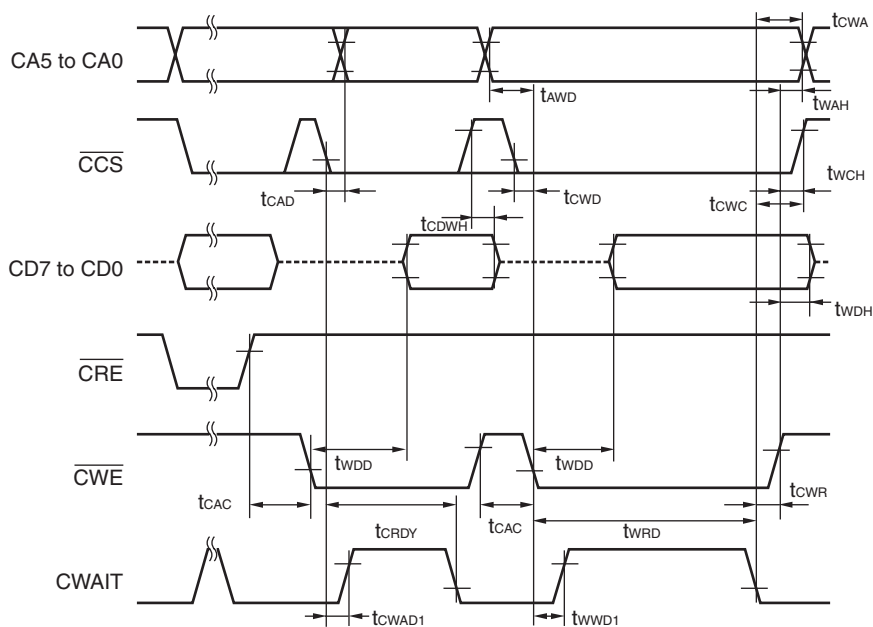 CA5 to CA0
tCWA
tAWD
tWAH
CCS
tCAD
tCDWH
tCWD
tCWC
tWCH
CD7 to CD0
tWDH
CRE
CWE
tWDD
tWDD
tCAC
tCRDY
tCAC
tWRD
tCWR
CWAIT
tCWAD1
tWWD1